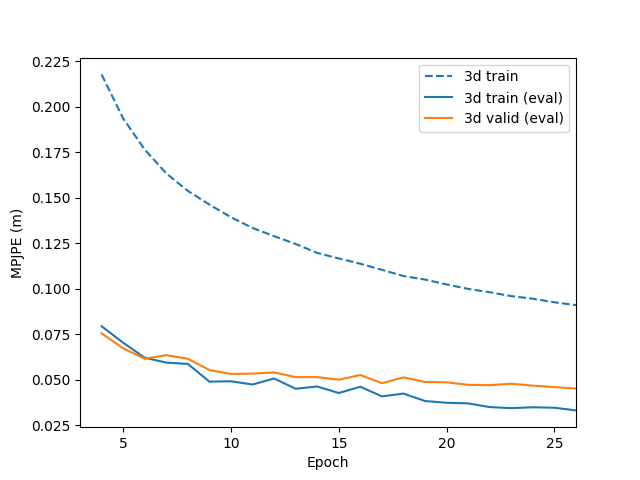 3d train
3d train (eval)
3d valid (eval)
0.225
0.200
0.175
0.150
0.125
0.100
0.075
0.050
0.025
MPJPE (m)
5 10 15 20 25
Epoch